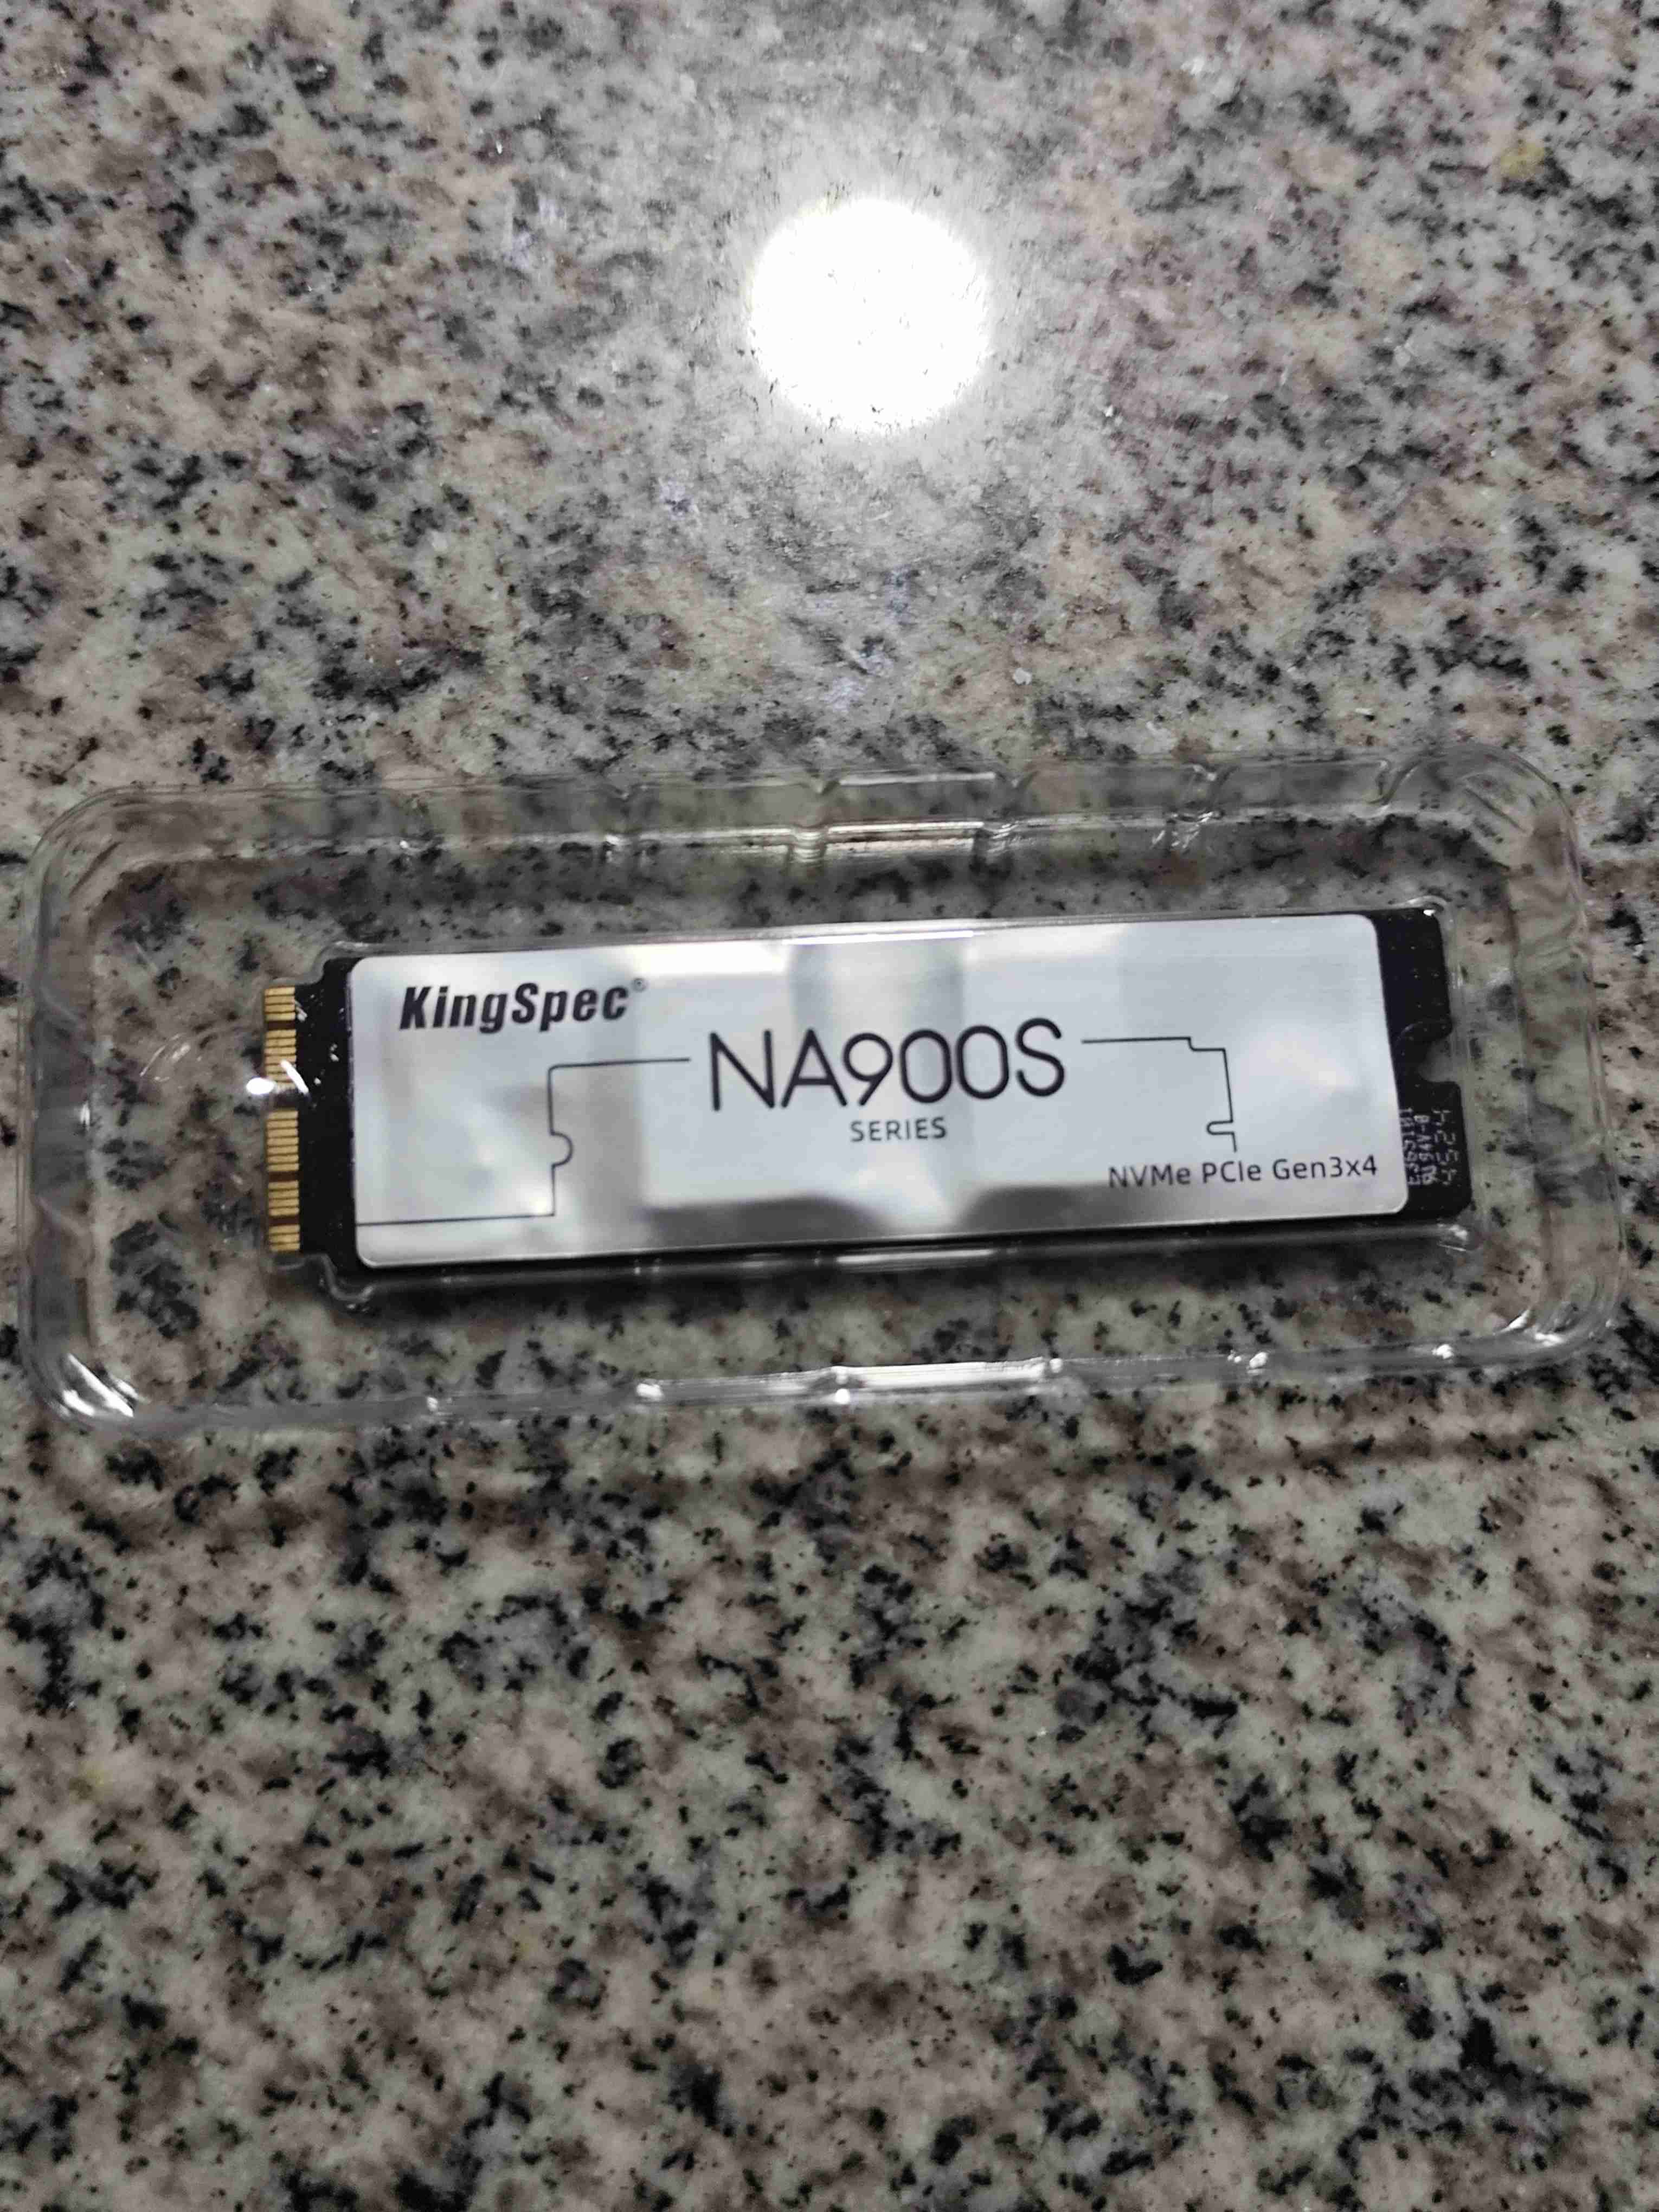 KingSpec®
NA900S
SERIES
NVMe PCIe Gen3x4